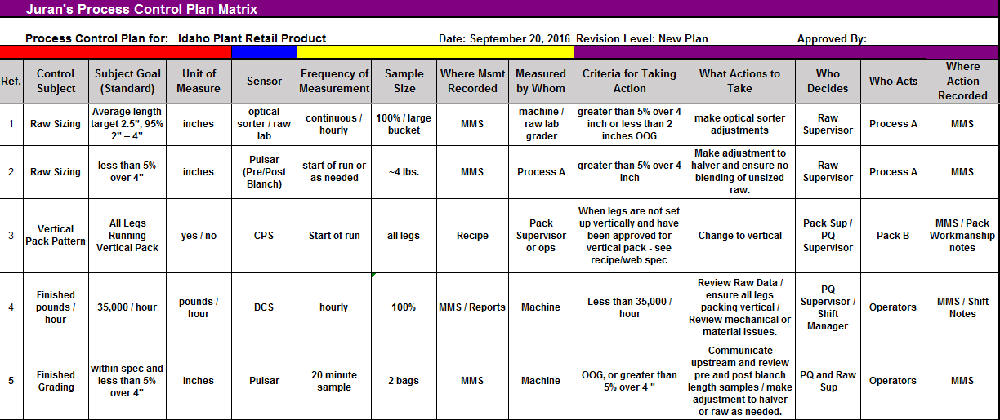 Juran's Process Control Plan Matrix
Process Control Plan for: Idaho Plant Retail Product Date: September 20, 2016 Revision Level: New Plan Approved By:
Ref.
Control
Subject
Subject Goal
(Standard)
Unit of
Measure
Sensor
Frequency of
Measurement
Sample
Size
Where Msmt
Recorded
Measured
by Whom
Criteria for Taking
Action
What Actions to
Take
Who
Decides
Who Acts
Where
Action
Recorded
1
Raw Sizing
Average length
target 2.5”, 95%
2” – 4”
inches
optical
sorter / raw
lab
continuous /
hourly
100% / large
bucket
MMS
machine /
raw lab
grader
greater than 5% over 4
inch or less than 2
inches OOG
make optical sorter
adjustments
Raw
Supervisor
Process A
MMS
2
Raw Sizing
less than 5%
over 4"
inches
Pulsar
(Pre/Post
Blanch)
start of run or
as needed
~4 lbs.
MMS
Process A
greater than 5% over 4
inch
Make adjustment to
halver and ensure no
blending of unsized
raw.
Raw
Supervisor
Process A
MMS
3
Vertical
Pack Pattern
All Legs
Running
Vertical Pack
yes / no
CPS
Start of run
all legs
Recipe
Pack
Supervisor
or ops
When legs are not set
up vertically and have
been approved for
vertical pack - see
recipe/web spec
Change to vertical
Pack Sup /
PQ
Supervisor
Pack B
MMS / Pack
Workmanship
notes
4
Finished
pounds /
hour
35,000 / hour
pounds /
hour
DCS
hourly
100%
MMS / Reports
Machine
Less than 35,000 /
hour
Review Raw Data /
ensure all legs
packing vertical /
Review mechanical or
material issues.
PQ
Supervisor /
Shift
Manager
Operators
MMS / Shift
Notes
5
Finished
Grading
within spec and
less than 5%
over 4"
inches
Pulsar
20 minute
sample
2 bags
MMS
Machine
OOG, or greater than
5% over 4 "
Communicate
upstream and review
pre and post blanch
length samples / make
adjustment to halver
or raw as needed.
PQ and Raw
Sup
Operators
MMS